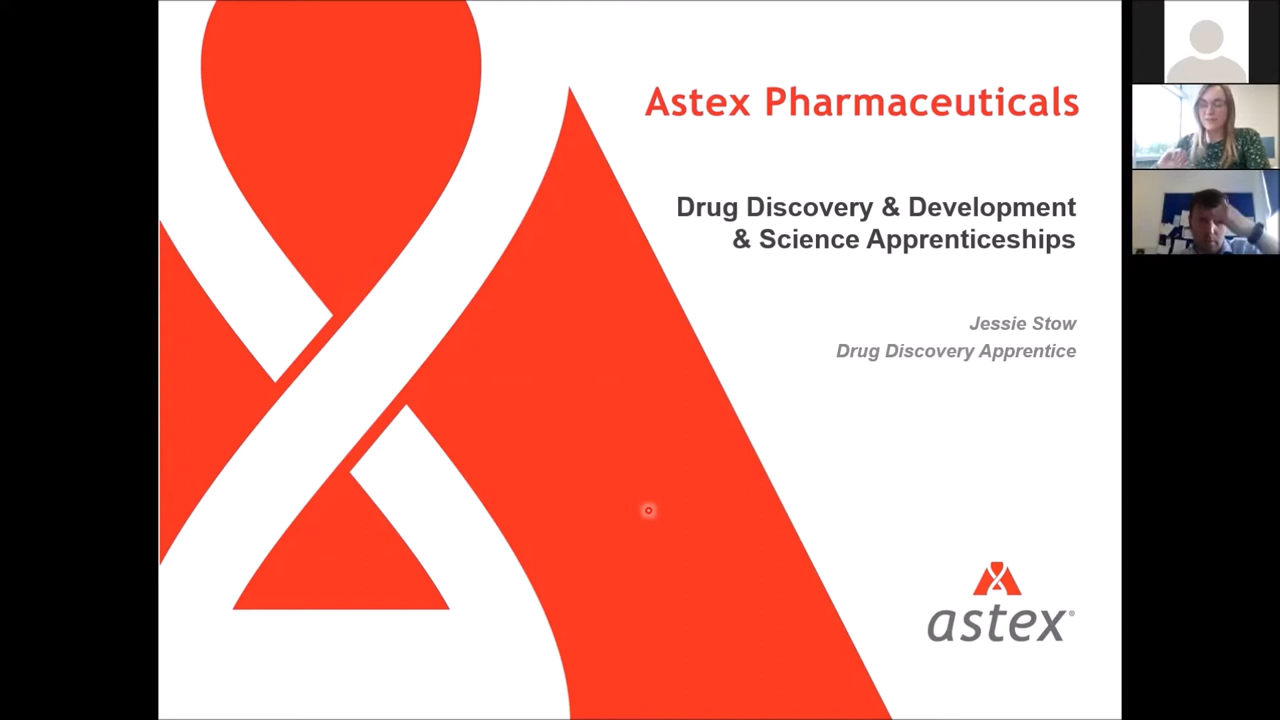 Astex Pharmaceuticals
Drug Discovery & Development
& Science Apprenticeships
Jessie Stow
Drug Discovery Apprentice
astex®